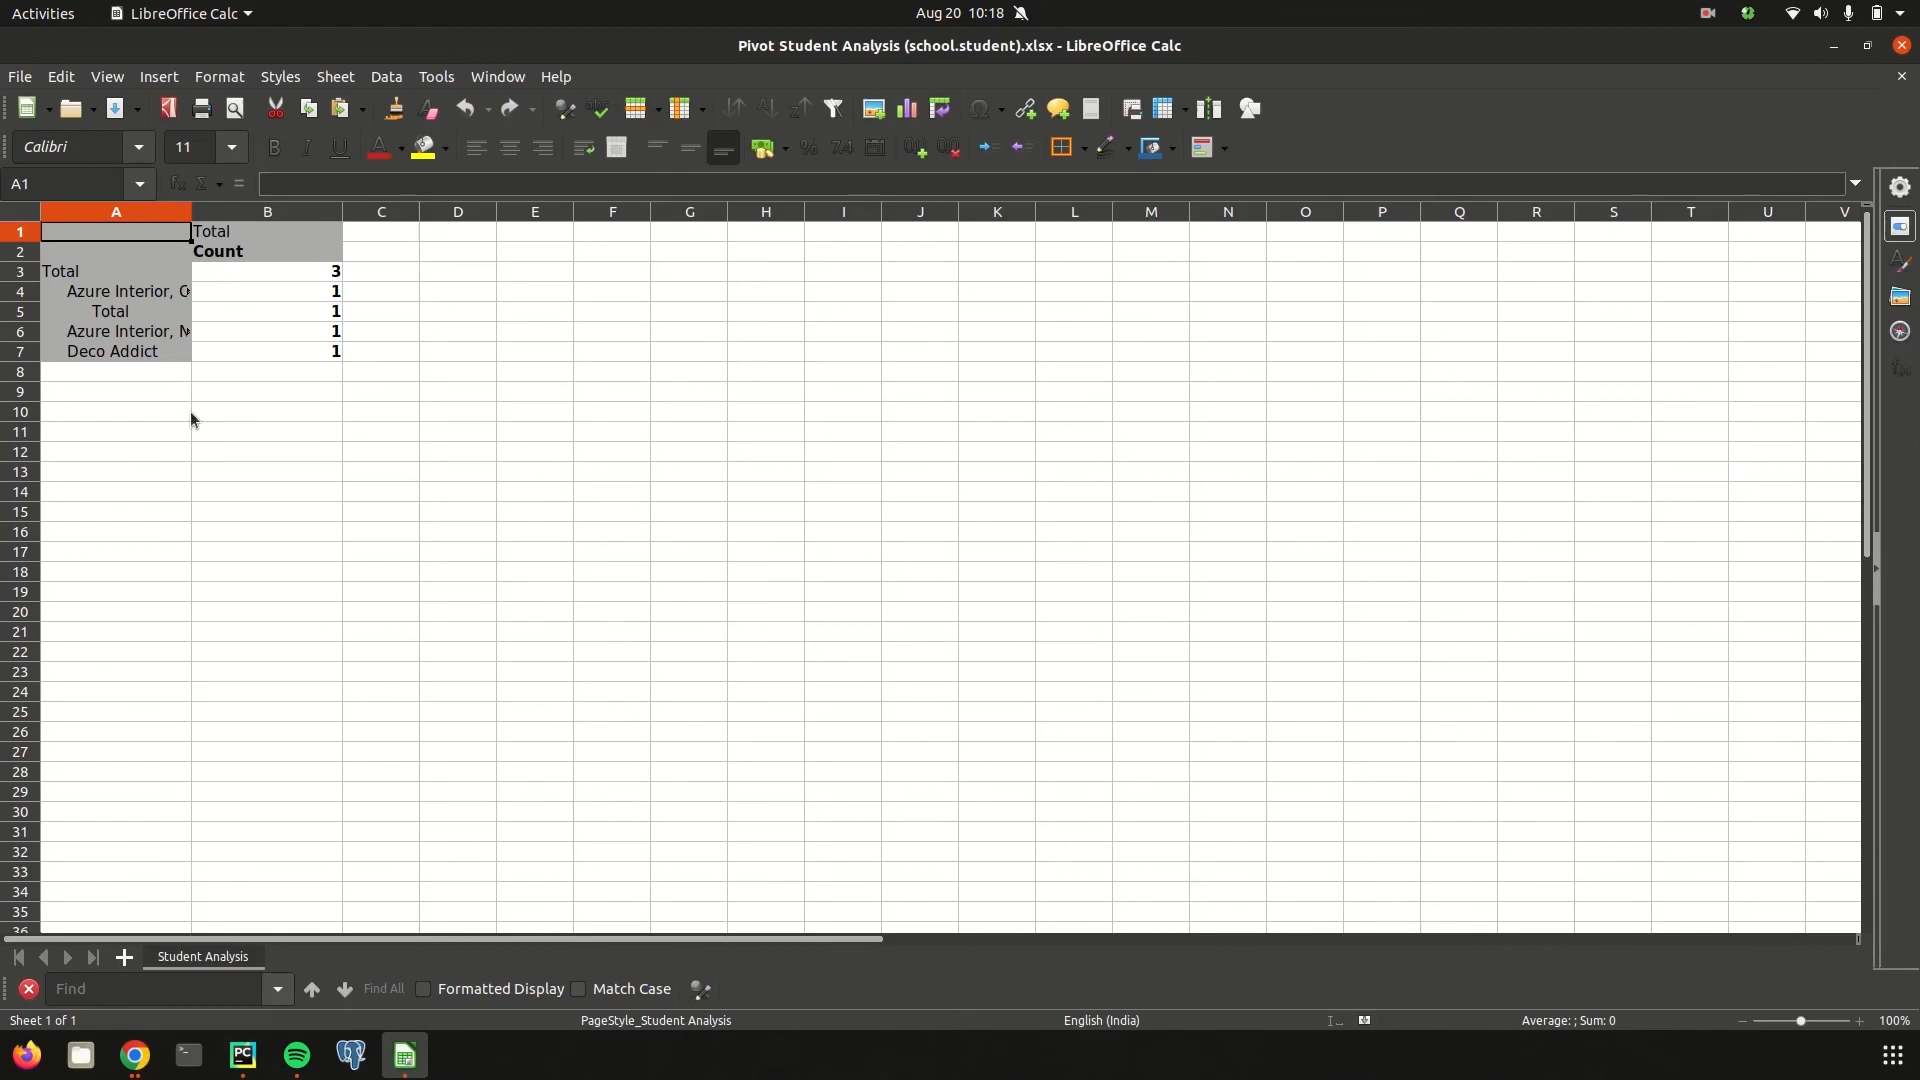 Activities LibreOffice Calc Aug 20 10:18
Pivot Student Analysis (school.student).xlsx - LibreOffice Calc
File Edit View Insert Format Styles Sheet Data Tools Window Help
Calibri 11
A1
A B C D E F G H I J K L M N O P Q R S T U V
1 Total
2 Count
3 Total 3
4 Azure Interior, 1
5 Total 1
6 Azure Interior, 1
7 Deco Addict 1
8
9
10
11
12
13
14
15
16
17
18
19
20
21
22
23
24
25
26
27
28
29
30
31
32
33
34
35
36
Student Analysis
Find Find All Formatted Display Match Case
Sheet 1 of 1 PageStyle_Student Analysis English (India) Average: ; Sum: 0 100%